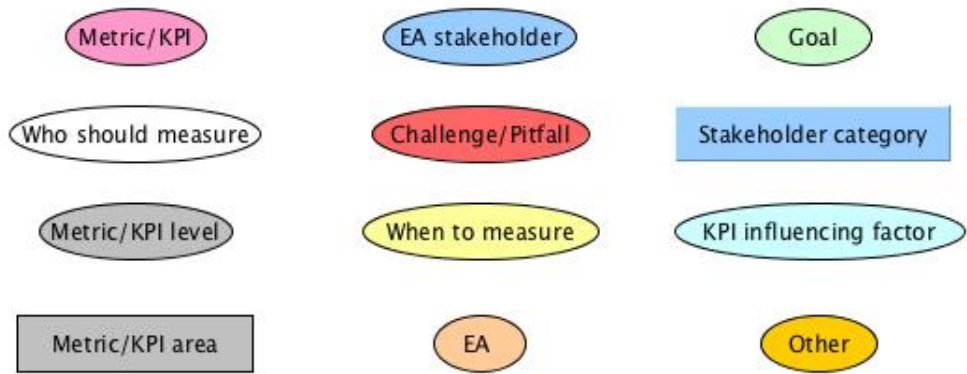 Metric/KPI
EA stakeholder
Goal
Who should measure
Challenge/Pitfall
Stakeholder category
Metric/KPI level
When to measure
KPI influencing factor
Metric/KPI area
EA
Other